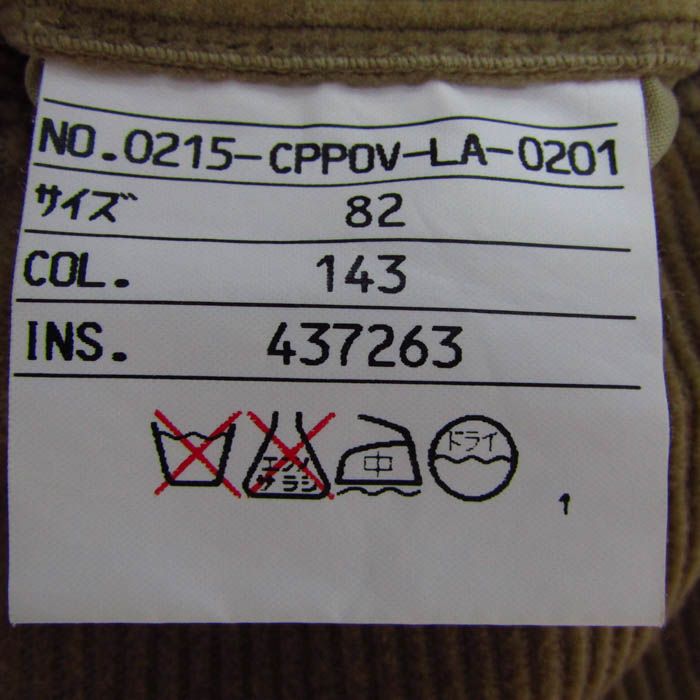 NO.0215-CPPOV-LA-0201
サイズ 82
COL. 143
INS. 437263
エンソ サラシ 中 ドライ
1